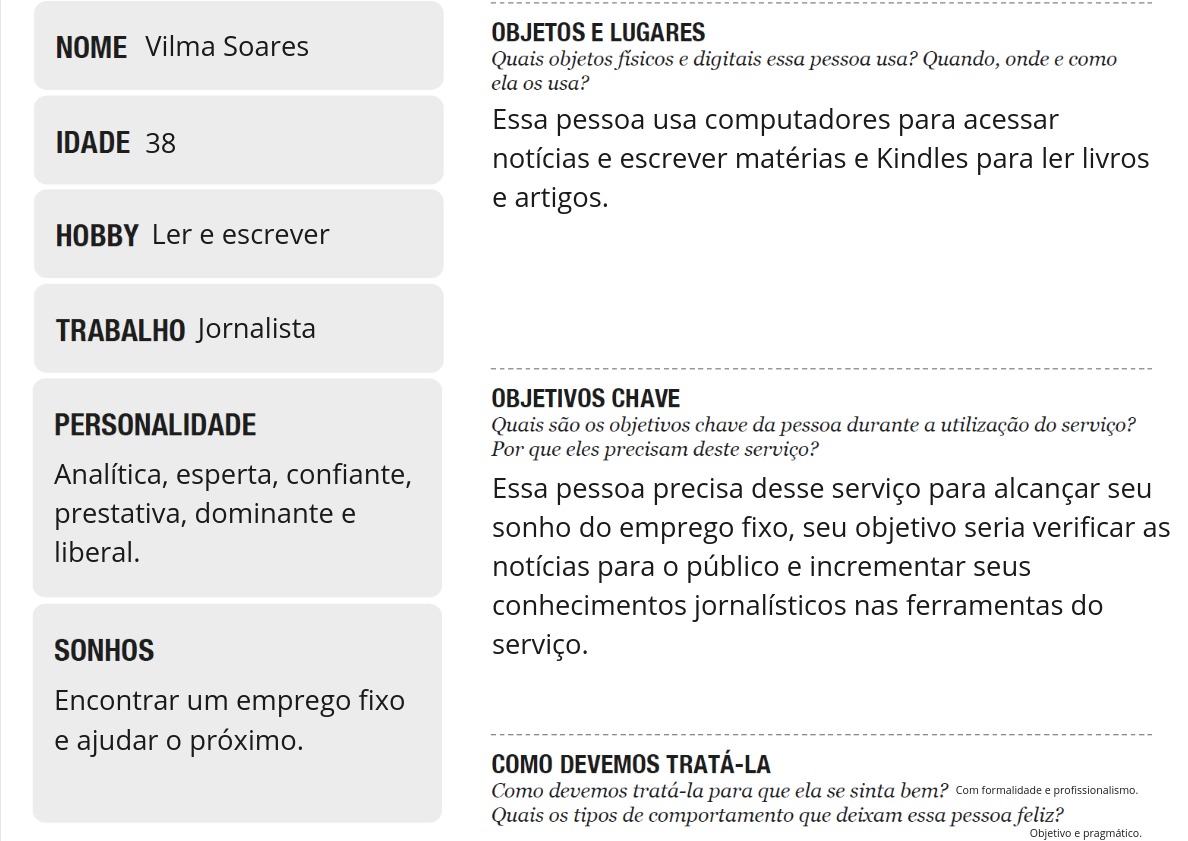 NOME Vilma Soares
IDADE 38
HOBBY Ler e escrever
TRABALHO Jornalista
PERSONALIDADE
Analítica, esperta, confiante,
prestativa, dominante e
liberal.
SONHOS
Encontrar um emprego fixo
e ajudar o próximo.
OBJETOS E LUGARES
Quais objetos físicos e digitais essa pessoa usa? Quando, onde e como
ela os usa?
Essa pessoa usa computadores para acessar
notícias e escrever matérias e Kindles para ler livros
e artigos.
OBJETIVOS CHAVE
Quais são os objetivos chave da pessoa durante a utilização do serviço?
Por que eles precisam deste serviço?
Essa pessoa precisa desse serviço para alcançar seu
sonho do emprego fixo, seu objetivo seria verificar as
notícias para o público e incrementar seus
conhecimentos jornalísticos nas ferramentas do
serviço.
COMO DEVEMOS TRATÁ-LA
Como devemos tratá-la para que ela se sinta bem? Com formalidade e profissionalismo.
Quais os tipos de comportamento que deixam essa pessoa feliz?
Objetivo e pragmático.